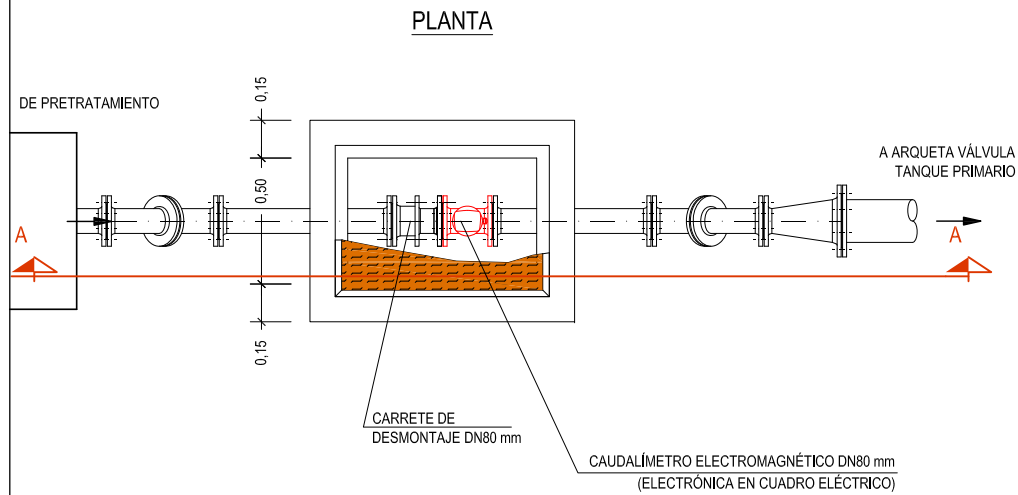 PLANTA
DE PRETRATAMIENTO
0,15
0,50
0,15
A ARQUETA VÁLVULA
TANQUE PRIMARIO
A
A
CARRETE DE
DESMONTAJE DN80 mm
CAUDALÍMETRO ELECTROMAGNÉTICO DN80 mm
(ELECTRÓNICA EN CUADRO ELÉCTRICO)